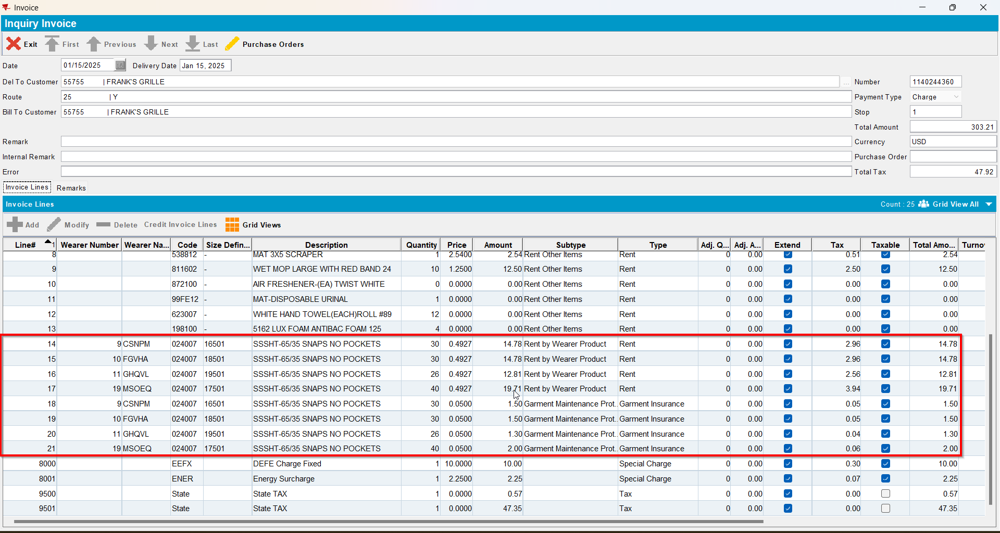 Invoice
Inquiry Invoice
Exit First Previous Next Last Purchase Orders
Date 01/15/2025 Delivery Date Jan 15, 2025
Del To Customer 55755 | FRANK'S GRILLE ... Number 1140244360
Route 25 | Y Payment Type Charge
Bill To Customer 55755 | FRANK'S GRILLE Stop 1
Total Amount 303.21
Remark Currency USD
Internal Remark Purchase Order
Error Total Tax 47.92
Invoice Lines Remarks
Invoice Lines Count : 25 Grid View All
Add Modify Delete Credit Invoice Lines Grid Views
Line# 1 Wearer Number Wearer Na... Code Size Defin... Description Quantity Price Amount Subtype Type Adj. Q... Adj. A... Extend Tax Taxable Total Amo... Turno
8 538812 - MAT 3X5 SCRAPER 1 2.5400 2.54 Rent Other Items Rent 0 0.00 0.51 2.54
9 811602 - WET MOP LARGE WITH RED BAND 24 10 1.2500 12.50 Rent Other Items Rent 0 0.00 2.50 12.50
10 872100 - AIR FRESHENER-(EA) TWIST WHITE 0 0.0000 0.00 Rent Other Items Rent 0 0.00 0.00 0.00
11 99FE12 - MAT-DISPOSABLE URINAL 1 0.0000 0.00 Rent Other Items Rent 0 0.00 0.00 0.00
12 623007 - WHITE HAND TOWEL(EACH)ROLL #89 12 0.0000 0.00 Rent Other Items Rent 0 0.00 0.00 0.00
13 198100 - 5162 LUX FOAM ANTIBAC FOAM 125 4 0.0000 0.00 Rent Other Items Rent 0 0.00 0.00 0.00
14 9 CSNPM 024007 16501 SSSHT-65/35 SNAPS NO POCKETS 30 0.4927 14.78 Rent by Wearer Product Rent 0 0.00 2.96 14.78
15 10 FGVHA 024007 18501 SSSHT-65/35 SNAPS NO POCKETS 30 0.4927 14.78 Rent by Wearer Product Rent 0 0.00 2.96 14.78
16 11 GHQVL 024007 19501 SSSHT-65/35 SNAPS NO POCKETS 26 0.4927 12.81 Rent by Wearer Product Rent 0 0.00 2.56 12.81
17 19 MSOEQ 024007 17501 SSSHT-65/35 SNAPS NO POCKETS 40 0.4927 19.71 Rent by Wearer Product Rent 0 0.00 3.94 19.71
18 9 CSNPM 024007 16501 SSSHT-65/35 SNAPS NO POCKETS 30 0.0500 1.50 Garment Maintenance Prot.. Garment Insurance 0 0.00 0.05 1.50
19 10 FGVHA 024007 18501 SSSHT-65/35 SNAPS NO POCKETS 30 0.0500 1.50 Garment Maintenance Prot.. Garment Insurance 0 0.00 0.05 1.50
20 11 GHQVL 024007 19501 SSSHT-65/35 SNAPS NO POCKETS 26 0.0500 1.30 Garment Maintenance Prot.. Garment Insurance 0 0.00 0.04 1.30
21 19 MSOEQ 024007 17501 SSSHT-65/35 SNAPS NO POCKETS 40 0.0500 2.00 Garment Maintenance Prot.. Garment Insurance 0 0.00 0.06 2.00
8000 EEFX DEFE Charge Fixed 1 10.0000 10.00 Special Charge 0 0.00 0.30 10.00
8001 ENER Energy Surcharge 1 2.2500 2.25 Special Charge 0 0.00 0.07 2.25
9500 State State TAX 1 0.0000 0.57 Tax 0 0.00 0.00 0.57
9501 State State TAX 1 0.0000 47.35 Tax 0 0.00 0.00 47.35